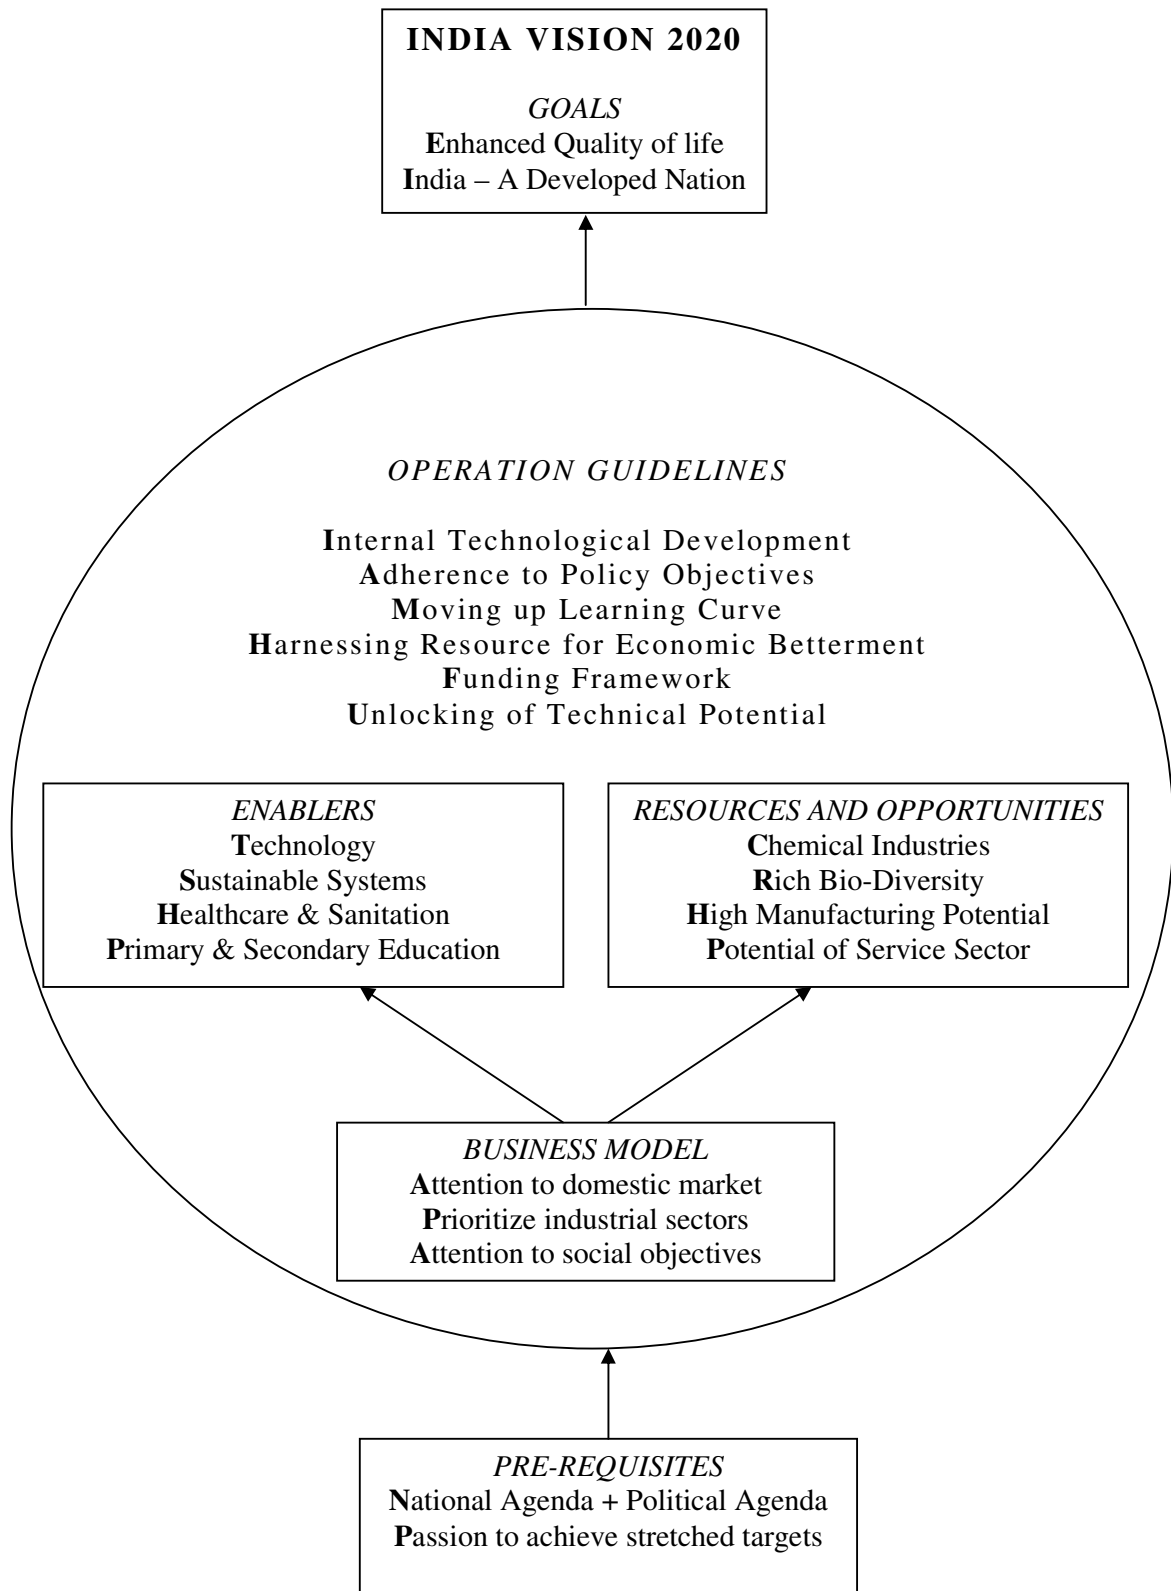 INDIA VISION 2020
GOALS
Enhanced Quality of life
India – A Developed Nation
OPERATION GUIDELINES
Internal Technological Development
Adherence to Policy Objectives
Moving up Learning Curve
Harnessing Resource for Economic Betterment
Funding Framework
Unlocking of Technical Potential
ENABLERS
Technology
Sustainable Systems
Healthcare & Sanitation
Primary & Secondary Education
RESOURCES AND OPPORTUNITIES
Chemical Industries
Rich Bio-Diversity
High Manufacturing Potential
Potential of Service Sector
BUSINESS MODEL
Attention to domestic market
Prioritize industrial sectors
Attention to social objectives
PRE-REQUISITES
National Agenda + Political Agenda
Passion to achieve stretched targets